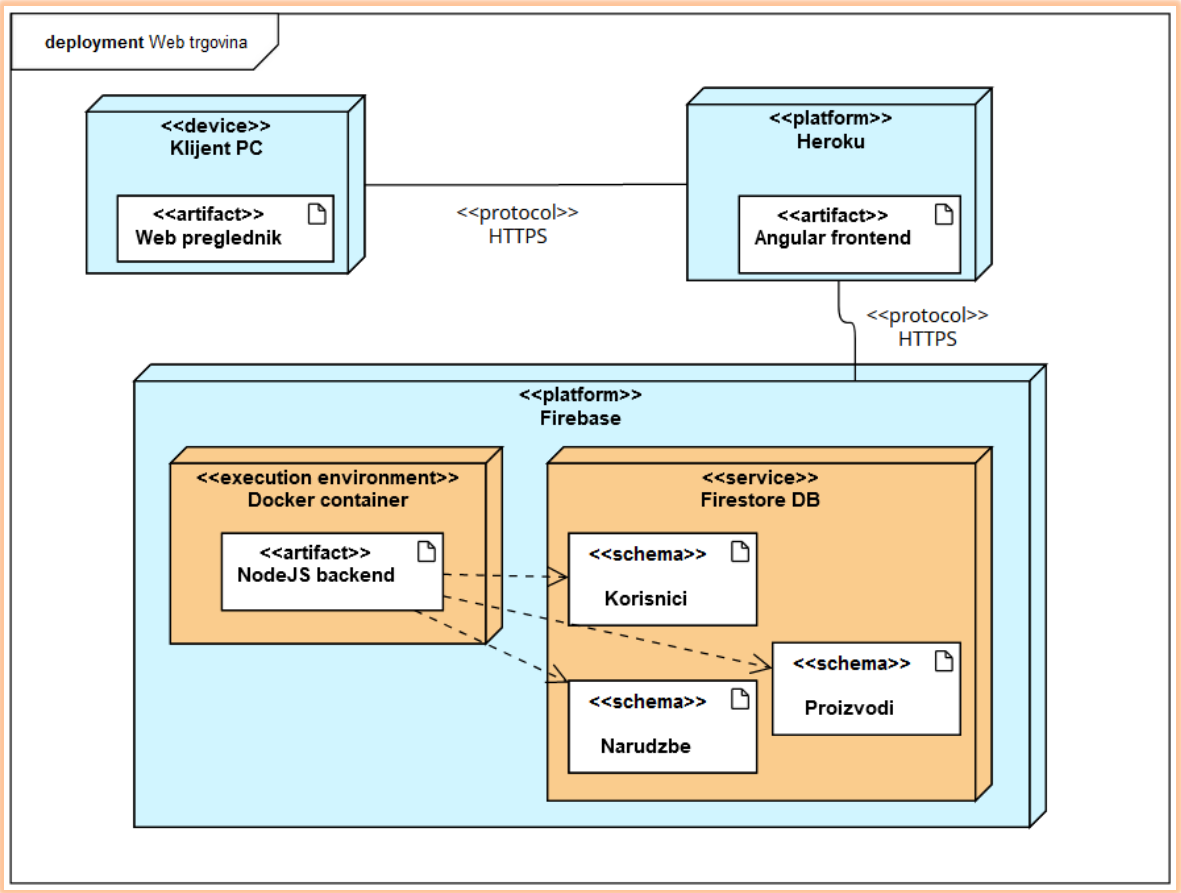 deployment Web trgovina
<<device>>
Klijent PC
<<artifact>>
Web preglednik
<<protocol>>
HTTPS
<<platform>>
Heroku
<<artifact>>
Angular frontend
<<protocol>>
HTTPS
<<platform>>
Firebase
<<execution environment>>
Docker container
<<artifact>>
NodeJS backend
<<service>>
Firestore DB
<<schema>>
Korisnici
<<schema>>
Proizvodi
<<schema>>
Narudzbe